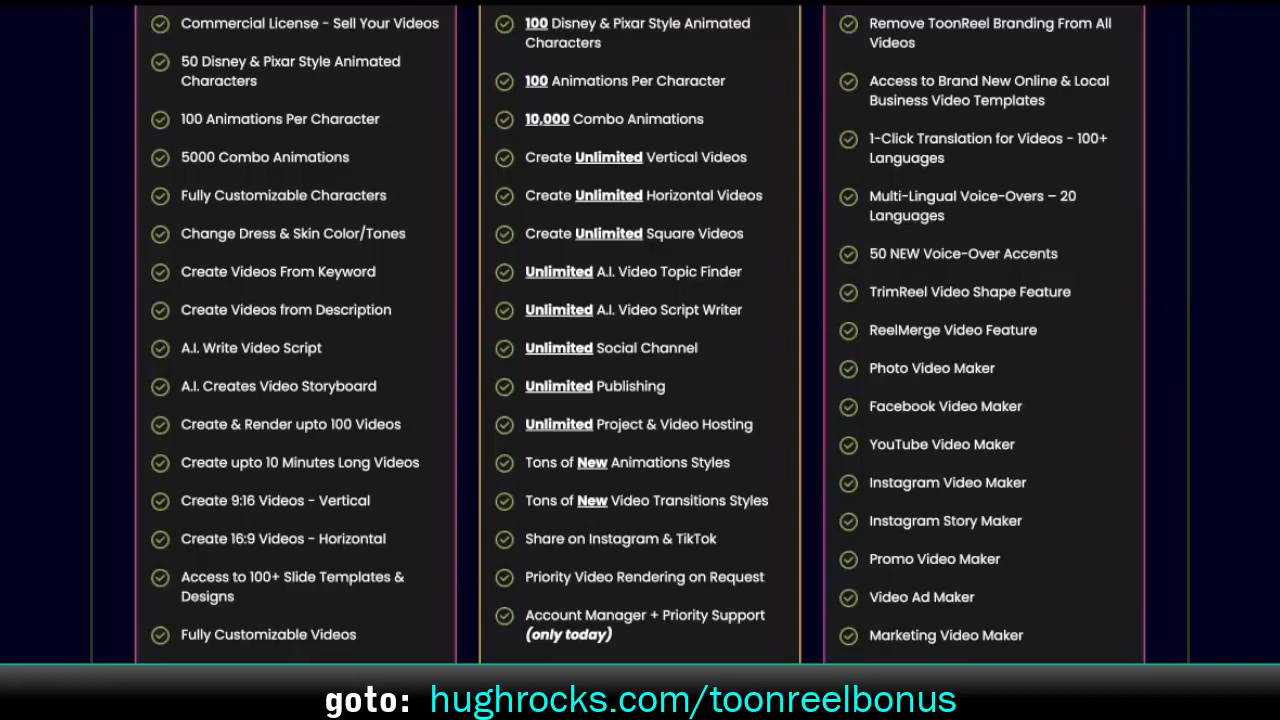 Commercial License - Sell Your Videos
50 Disney & Pixar Style Animated
Characters
100 Animations Per Character
5000 Combo Animations
Fully Customizable Characters
Change Dress & Skin Color/Tones
Create Videos From Keyword
Create Videos from Description
A.I. Write Video Script
A.I. Creates Video Storyboard
Create & Render upto 100 Videos
Create upto 10 Minutes Long Videos
Create 9:16 Videos - Vertical
Create 16:9 Videos - Horizontal
Access to 100+ Slide Templates &
Designs
Fully Customizable Videos
100 Disney & Pixar Style Animated
Characters
100 Animations Per Character
10,000 Combo Animations
Create Unlimited Vertical Videos
Create Unlimited Horizontal Videos
Create Unlimited Square Videos
Unlimited A.I. Video Topic Finder
Unlimited A.I. Video Script Writer
Unlimited Social Channel
Unlimited Publishing
Unlimited Project & Video Hosting
Tons of New Animations Styles
Tons of New Video Transitions Styles
Share on Instagram & TikTok
Priority Video Rendering on Request
Account Manager + Priority Support
(only today)
Remove ToonReel Branding From All
Videos
Access to Brand New Online & Local
Business Video Templates
1-Click Translation for Videos - 100+
Languages
Multi-Lingual Voice-Overs – 20
Languages
50 NEW Voice-Over Accents
TrimReel Video Shape Feature
ReelMerge Video Feature
Photo Video Maker
Facebook Video Maker
YouTube Video Maker
Instagram Video Maker
Instagram Story Maker
Promo Video Maker
Video Ad Maker
Marketing Video Maker
goto: hughrocks.com/toonreelbonus